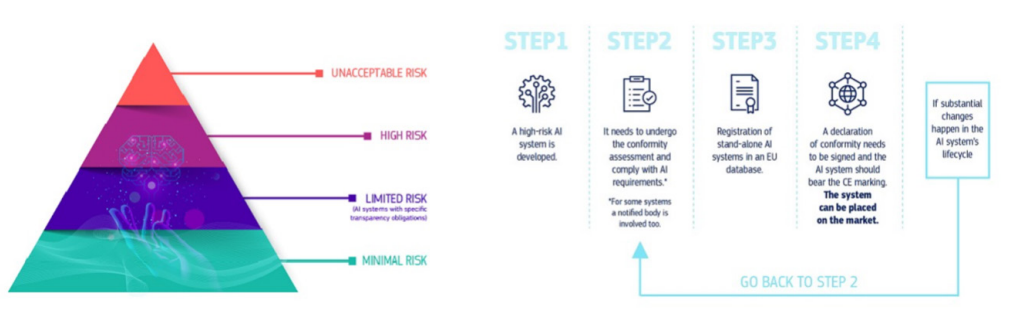 UNACCEPTABLE RISK
HIGH RISK
LIMITED RISK
(AI systems with specific
transparency obligations)
MINIMAL RISK
STEP1
A high-risk AI
system is
developed.
STEP2
It needs to undergo
the conformity
assessment and
comply with AI
requirements.*
*For some systems
a notified body is
involved too.
STEP3
Registration of
stand-alone AI
systems in an EU
database.
STEP4
A declaration
of conformity needs
to be signed and the
AI system should
bear the CE marking.
The system
can be placed
on the market.
If substantial
changes
happen in the
AI system's
lifecycle
GO BACK TO STEP 2